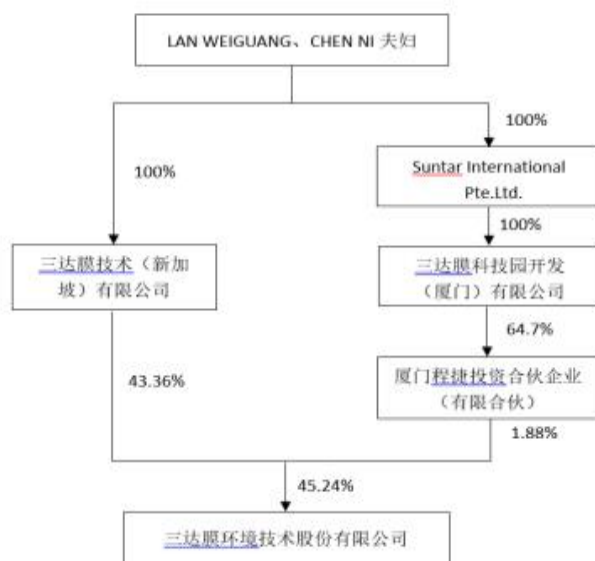 LAN WEIGUANG、CHEN NI 夫妇
100%
100%
Suntar International
Pte.Ltd.
100%
三达膜技术（新加
坡）有限公司
三达膜科技园开发
（厦门）有限公司
64.7%
43.36%
厦门程捷投资合伙企业
（有限合伙）
1.88%
45.24%
三达膜环境技术股份有限公司